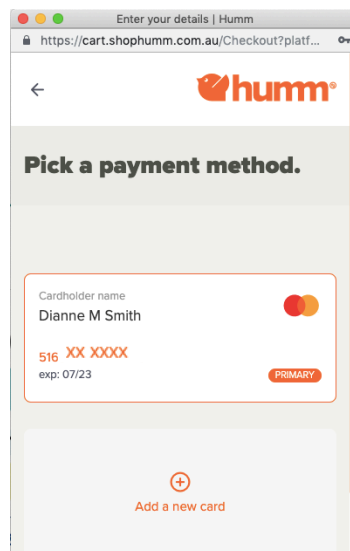 Enter your details | Humm
https://cart.shophumm.com.au/Checkout?platf...
humm®
Pick a payment method.
Cardholder name
Dianne M Smith
516 XX XXXX
exp: 07/23
PRIMARY
Add a new card